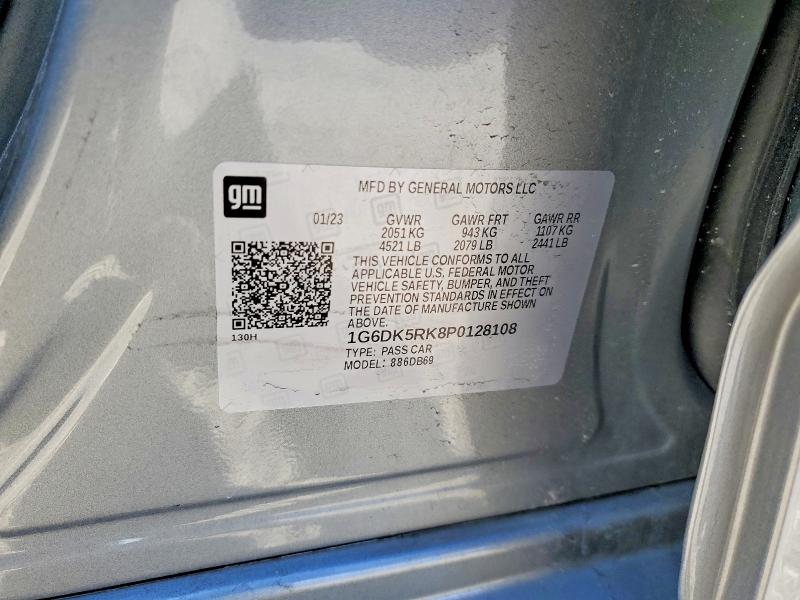 gm
MFD BY GENERAL MOTORS LLC
01/23 GVWR GAWR FRT GAWR RR
2051 KG 943 KG 1107 KG
4521 LB 2079 LB 2441 LB
THIS VEHICLE CONFORMS TO ALL
APPLICABLE U.S. FEDERAL MOTOR
VEHICLE SAFETY, BUMPER, AND THEFT
PREVENTION STANDARDS IN EFFECT ON
THE DATE OF MANUFACTURE SHOWN
ABOVE.
130H
1G6DK5RK8P0128108
TYPE: PASS CAR
MODEL: 886DB69